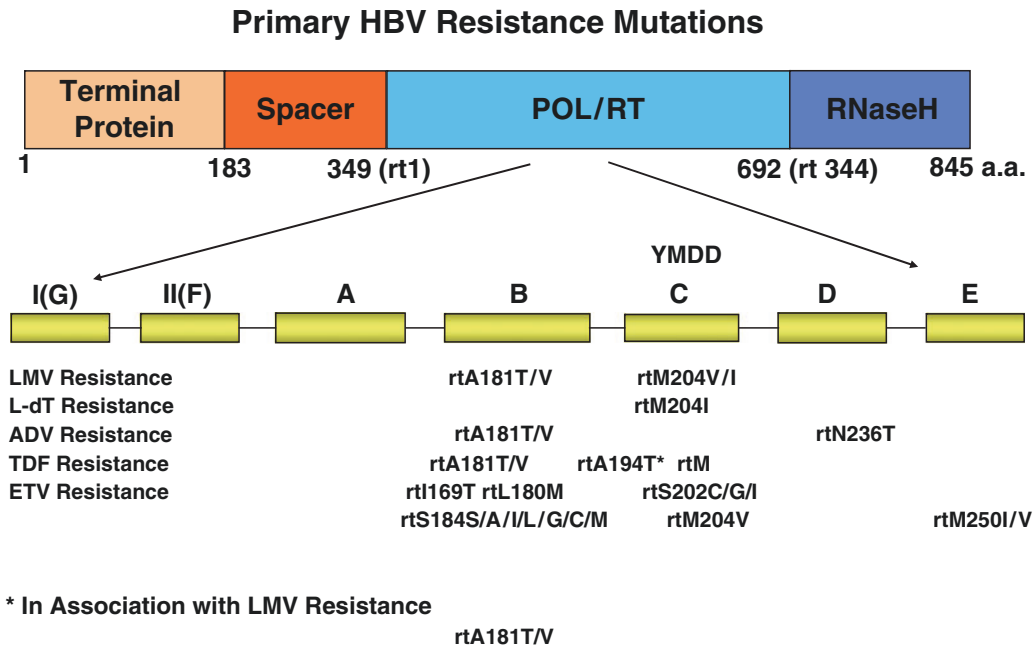 Primary HBV Resistance Mutations
Terminal Protein Spacer POL/RT RNaseH
1 183 349 (rt1) 692 (rt 344) 845 a.a.
YMDD
I(G) II(F) A B C D E
LMV Resistance rtA181T/V rtM204V/I
L-dT Resistance rtM204I
ADV Resistance rtA181T/V rtN236T
TDF Resistance rtA181T/V rtA194T* rtM
ETV Resistance rtI169T rtL180M rtS202C/G/I
rtS184S/A/I/L/G/C/M rtM204V rtM250I/V
* In Association with LMV Resistance
rtA181T/V